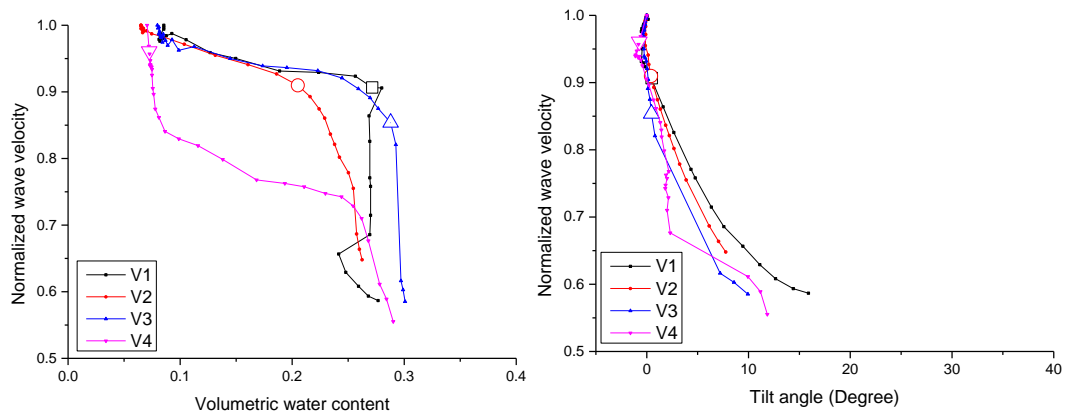 1.0
0.9
0.8
0.7
0.6
0.5
Normalized wave velocity
V1
V2
V3
V4
0.0 0.1 0.2 0.3 0.4
Volumetric water content
1.0
0.9
0.8
0.7
0.6
0.5
Normalized wave velocity
V1
V2
V3
V4
0 10 20 30 40
Tilt angle (Degree)